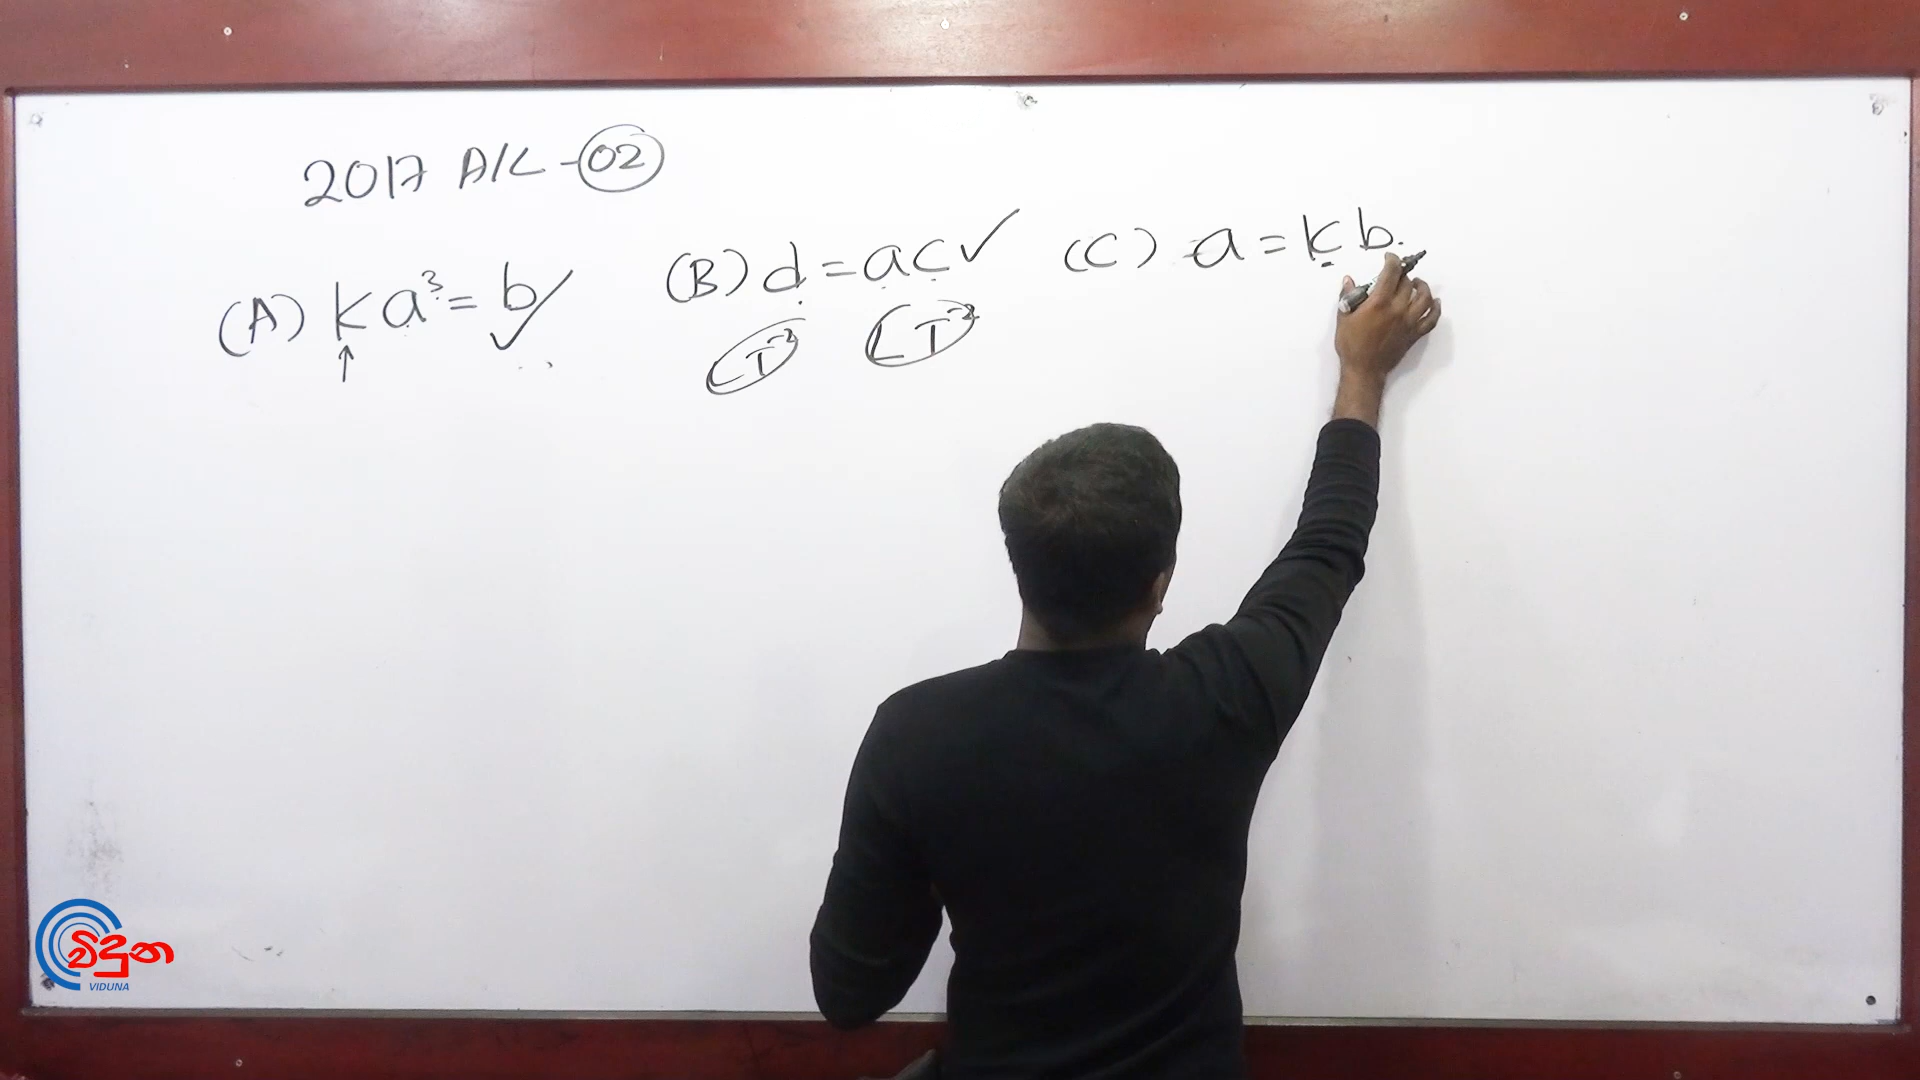 2017 A/L - 02
(A) k a³ = b ✓
↑
(B) d = ac ✓
LT⁻² LT⁻²
(C) a = kb
විදුන
VIDUNA